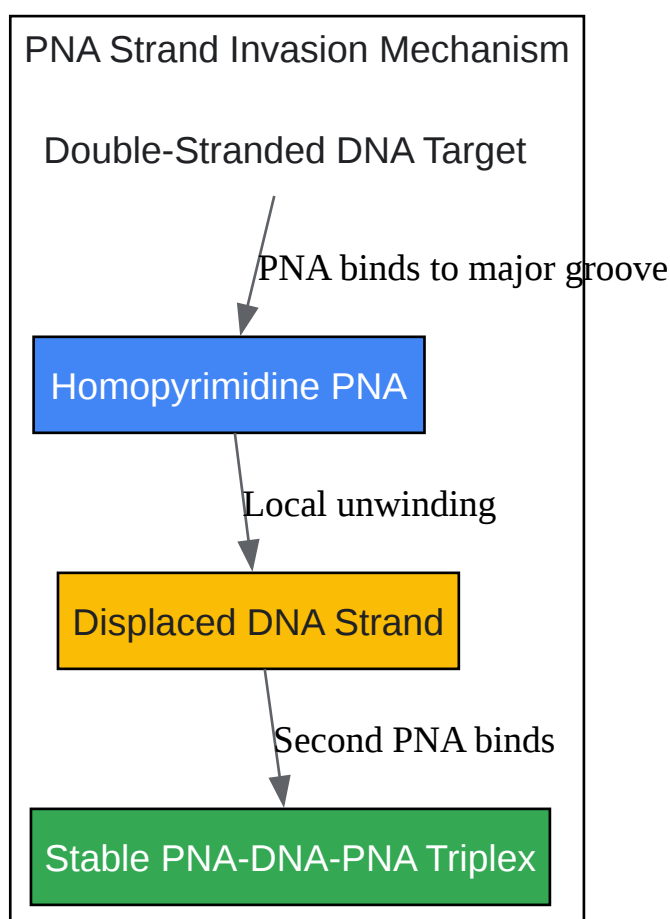 PNA Strand Invasion Mechanism
Double-Stranded DNA Target
PNA binds to major groove
Homopyrimidine PNA
Local unwinding
Displaced DNA Strand
Second PNA binds
Stable PNA-DNA-PNA Triplex